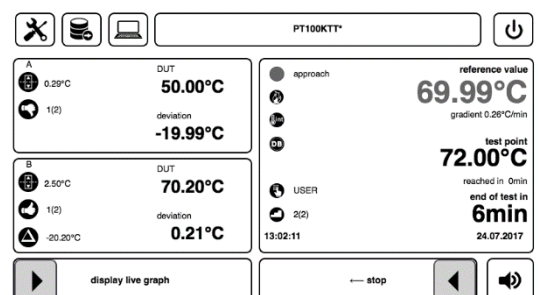 PT100KTT*
A
DUT
0.29°C
50.00°C
1(2)
deviation
-19.99°C
B
DUT
2.50°C
70.20°C
1(2)
deviation
-20.20°C
0.21°C
approach
reference value
69.99°C
gradient 0.26°C/min
DB
test point
72.00°C
reached in 0min
USER
end of test in
2(2)
6min
13:02:11
24.07.2017
display live graph
← stop